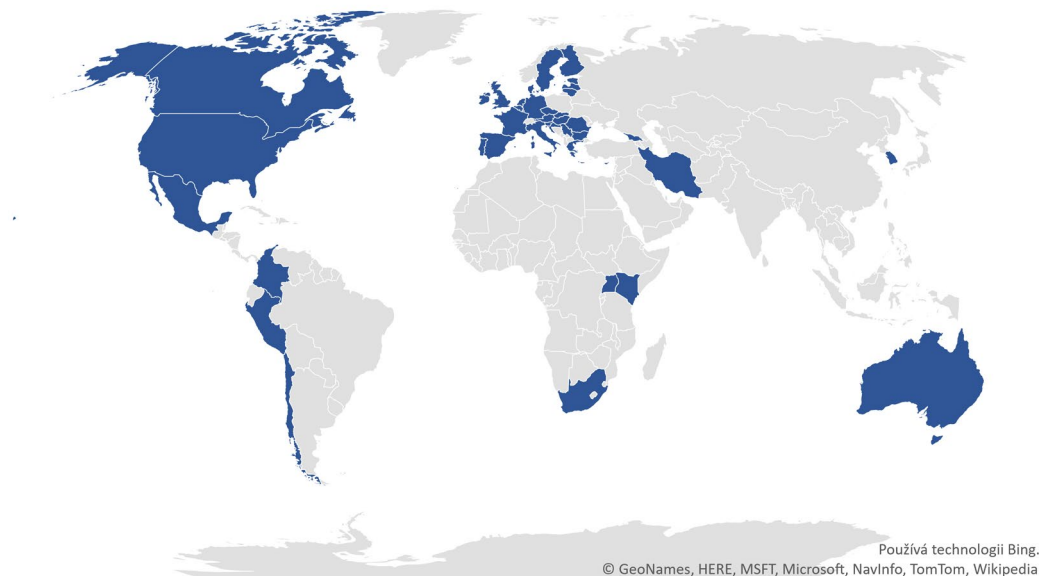 Používá technologii Bing.
© GeoNames, HERE, MSFT, Microsoft, NavInfo, TomTom, Wikipedia